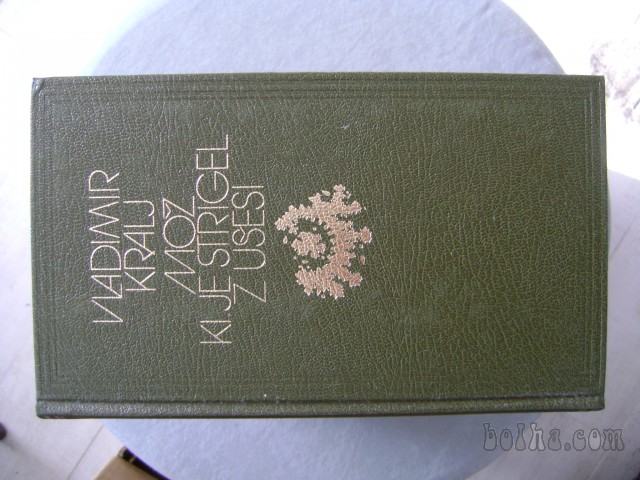 VLADIMIR
KRALJ
MOŽ
KI JE STRIGEL
Z UŠESI
bolha.com